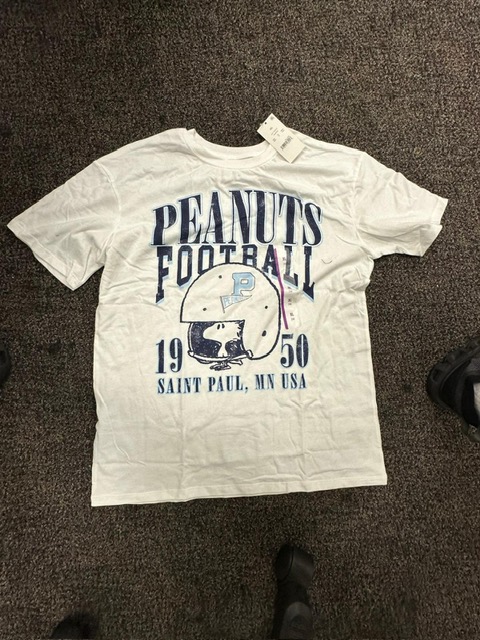 PEANUTS
FOOTBALL
P
19 50
SAINT PAUL, MN USA